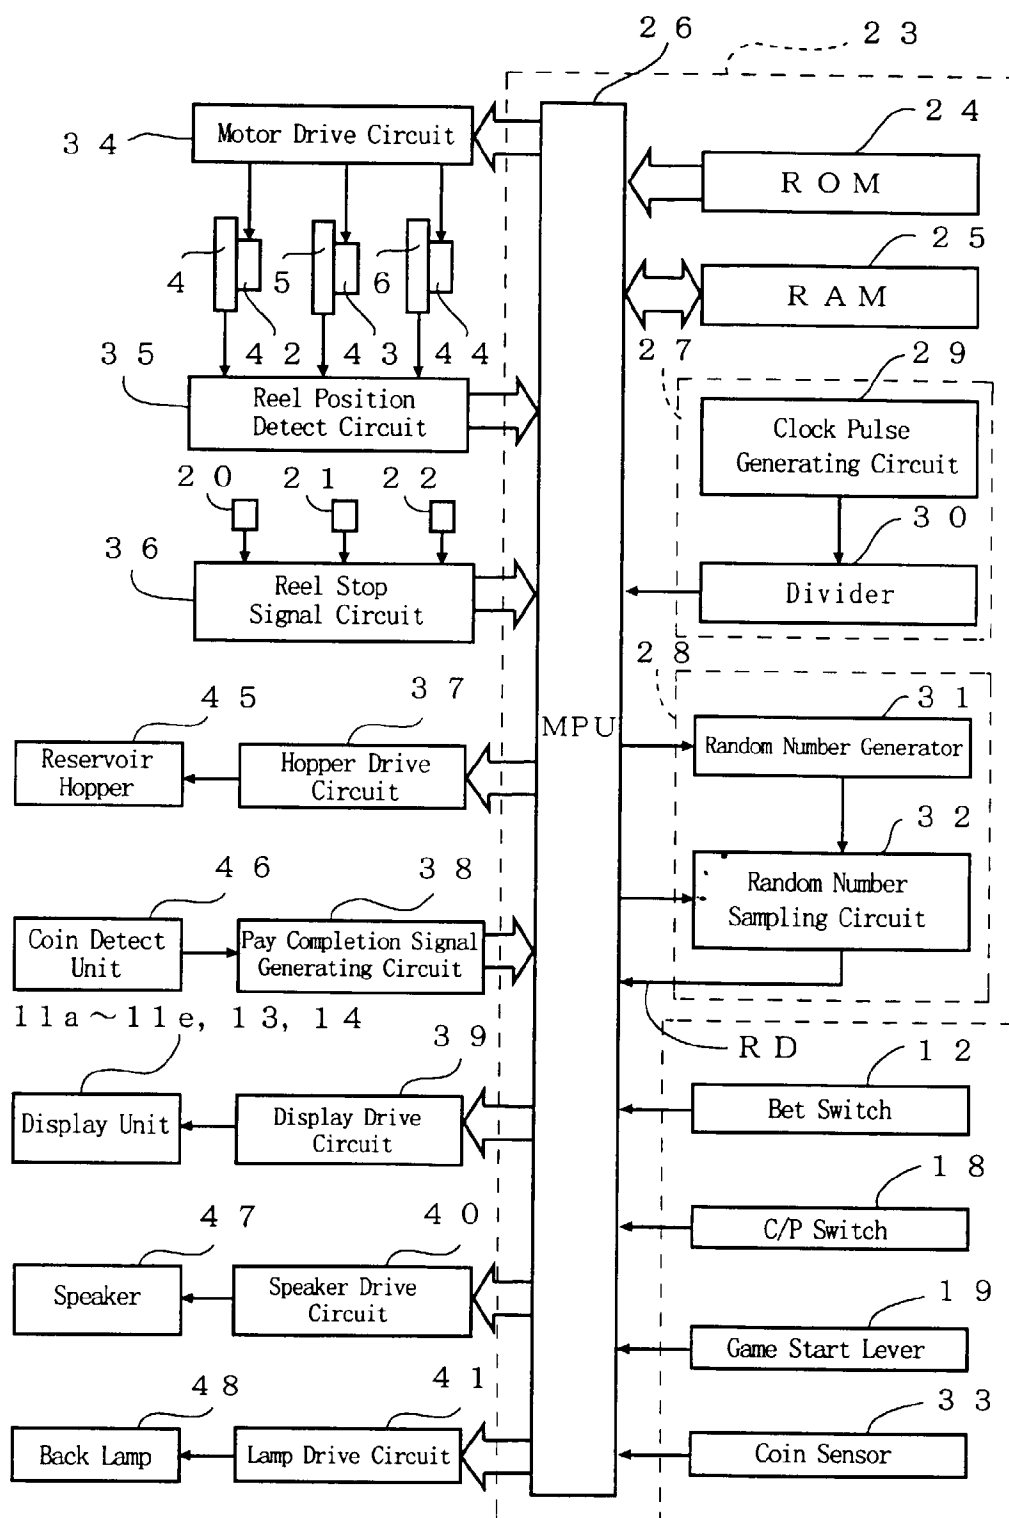 26
23
Motor Drive Circuit
34
24
ROM
25
RAM
4
5
6
42
43
44
35
Reel Position
Detect Circuit
27
29
Clock Pulse
Generating Circuit
20
21
22
30
Divider
36
Reel Stop
Signal Circuit
28
31
Random Number Generator
MPU
45
Reservoir
Hopper
37
Hopper Drive
Circuit
32
Random Number
Sampling Circuit
46
Coin Detect
Unit
38
Pay Completion Signal
Generating Circuit
RD
11a～11e, 13, 14
Display Unit
39
Display Drive
Circuit
12
Bet Switch
18
C/P Switch
47
Speaker
40
Speaker Drive
Circuit
19
Game Start Lever
48
Back Lamp
41
Lamp Drive Circuit
33
Coin Sensor